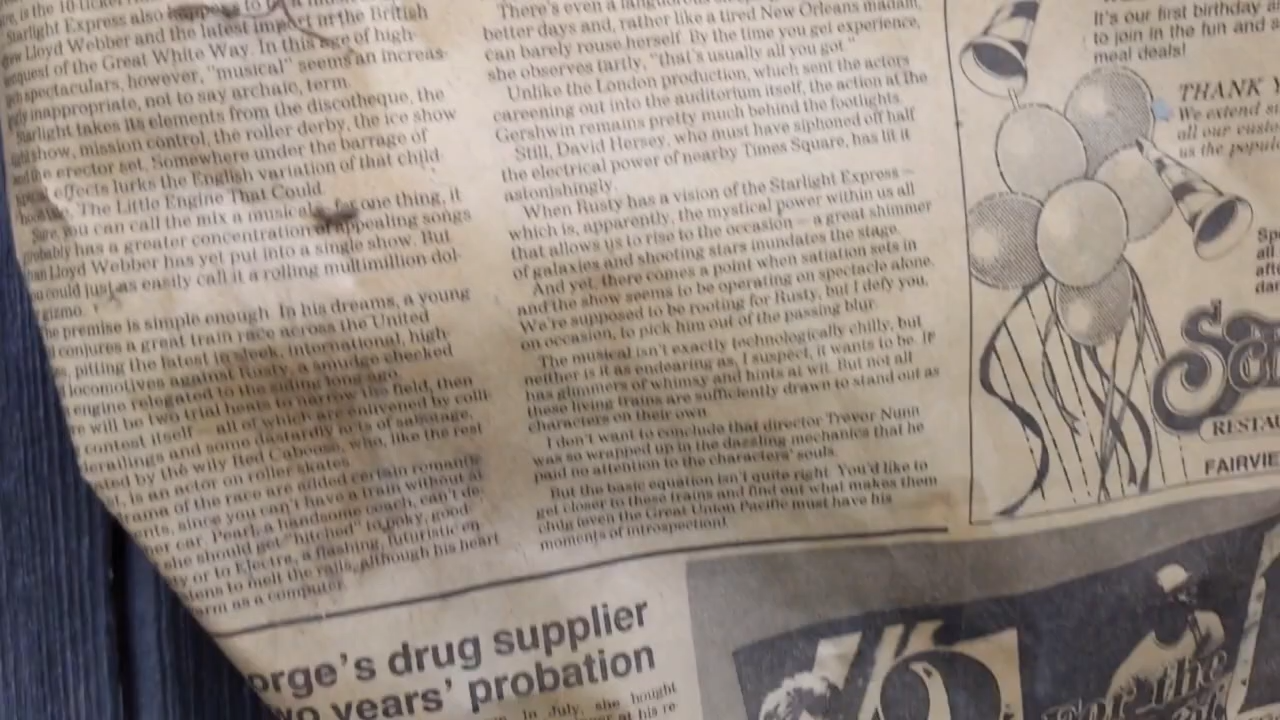 is the 10-ticket
Starlight Express also
Lloyd Webber and the latest in the British
of the Great White Way. In this age of high-
spectaculars, however, "musical" seems an increas-
inappropriate, not to say archaic, term.
Starlight takes its elements from the discotheque, the
show, mission control, the roller derby, the ice show
the erector set. Somewhere under the barrage of
effects lurks the English variation of that child-
The Little Engine That Could.
Sure, you can call the mix a musical for one thing, it
probably has a greater concentration appealing songs
Lloyd Webber has yet put into a single show. But
you could just as easily call it a rolling multimillion dol-
gizmo.
premise is simple enough. In his dreams, a young
conjures a great train race across the United
pitting the latest in sleek, international, high-
locomotives against Rusty, a smudge-cheeked
engine relegated to the siding long ago.
will be two trial heats to narrow the field, then
contest itself — all of which are enlivened by colli-
derailings and some dastardly acts of sabotage,
by the wily Red Caboose, who, like the rest
is an actor on roller skates.
of the race are added certain romantic
since you can't have a train without a
car. Pearl, a handsome coach, can't de-
she should get "hitched" to poky, good
or to Electra, a flashing, futuristic en
to melt the rails, although his heart
as a computer.
There's even a languorous
better days and, rather like a tired New Orleans madam,
can barely rouse herself. By the time you get experience,
she observes tartly, "that's usually all you got."
Unlike the London production, which sent the actors
careening out into the auditorium itself, the action at the
Gershwin remains pretty much behind the footlights.
Still, David Hersey, who must have siphoned off half
the electrical power of nearby Times Square, has lit it
astonishingly.
When Rusty has a vision of the Starlight Express —
which is, apparently, the mystical power within us all
that allows us to rise to the occasion — a great shimmer
of galaxies and shooting stars inundates the stage.
And yet, there comes a point when satiation sets in
and the show seems to be operating on spectacle alone.
We're supposed to be rooting for Rusty, but I defy you,
on occasion, to pick him out of the passing blur.
The musical isn't exactly technologically chilly, but
neither is it as endearing as, I suspect, it wants to be. It
has glimmers of whimsy and hints at wit. But not all
these living trains are sufficiently drawn to stand out as
characters on their own.
I don't want to conclude that director Trevor Nunn
was so wrapped up in the dazzling mechanics that he
paid no attention to the characters' souls.
But the basic equation isn't quite right. You'd like to
get closer to these trains and find out what makes them
chug (even the Great Union Pacific must have his
moments of introspection).
It's our first birthday
to join in the fun and
meal deals!
THANK
We extend
all our
us the
RESTAU
FAIRVIE
orge's drug supplier
years' probation
In July, she bought
at his re
For the